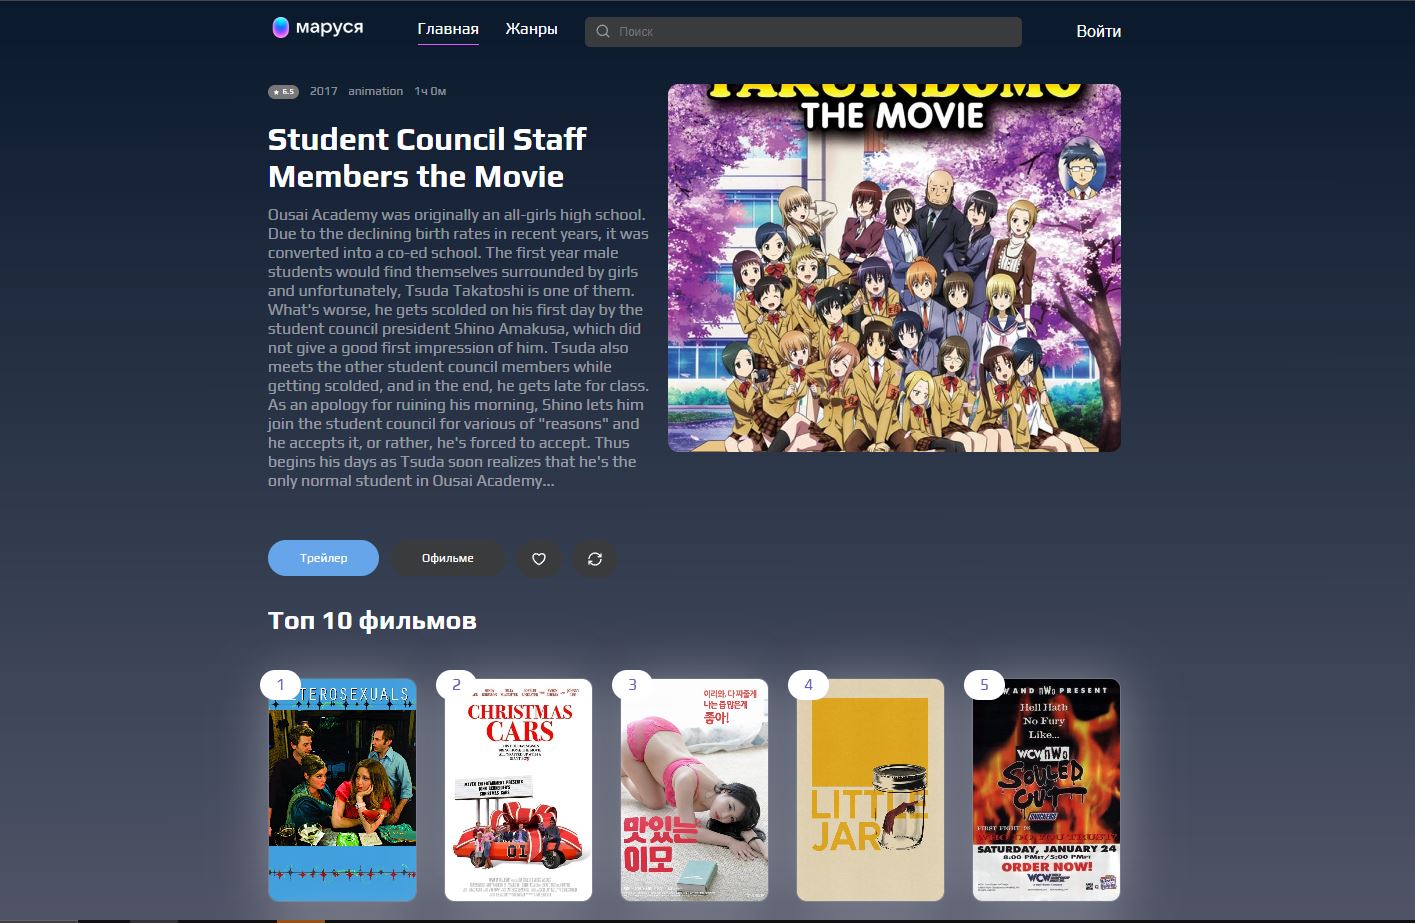 маруся
Главная
Жанры
Поиск
Войти
★ 6.5 2017 animation 1ч 0м
Student Council Staff
Members the Movie
Ousai Academy was originally an all-girls high school.
Due to the declining birth rates in recent years, it was
converted into a co-ed school. The first year male
students would find themselves surrounded by girls
and unfortunately, Tsuda Takatoshi is one of them.
What's worse, he gets scolded on his first day by the
student council president Shino Amakusa, which did
not give a good first impression of him. Tsuda also
meets the other student council members while
getting scolded, and in the end, he gets late for class.
As an apology for ruining his morning, Shino lets him
join the student council for various of "reasons" and
he accepts it, or rather, he's forced to accept. Thus
begins his days as Tsuda soon realizes that he's the
only normal student in Ousai Academy...
THE MOVIE
Трейлер
Офильме
Топ 10 фильмов
1
TEROSEXUALS
2
CHRISTMAS
CARS
3
이리와, 다 짜줄게
나는 좀 많은게
좋아!
맛있는
이모
4
LITTLE
JAR
5
AND nWo PRESENT
Hell Hath
No Fury
Like...
WCW nWo
SOULED
OUT
SATURDAY, JANUARY 24
8:00 PM ET/5:00 PM PT
ORDER NOW!
WCW